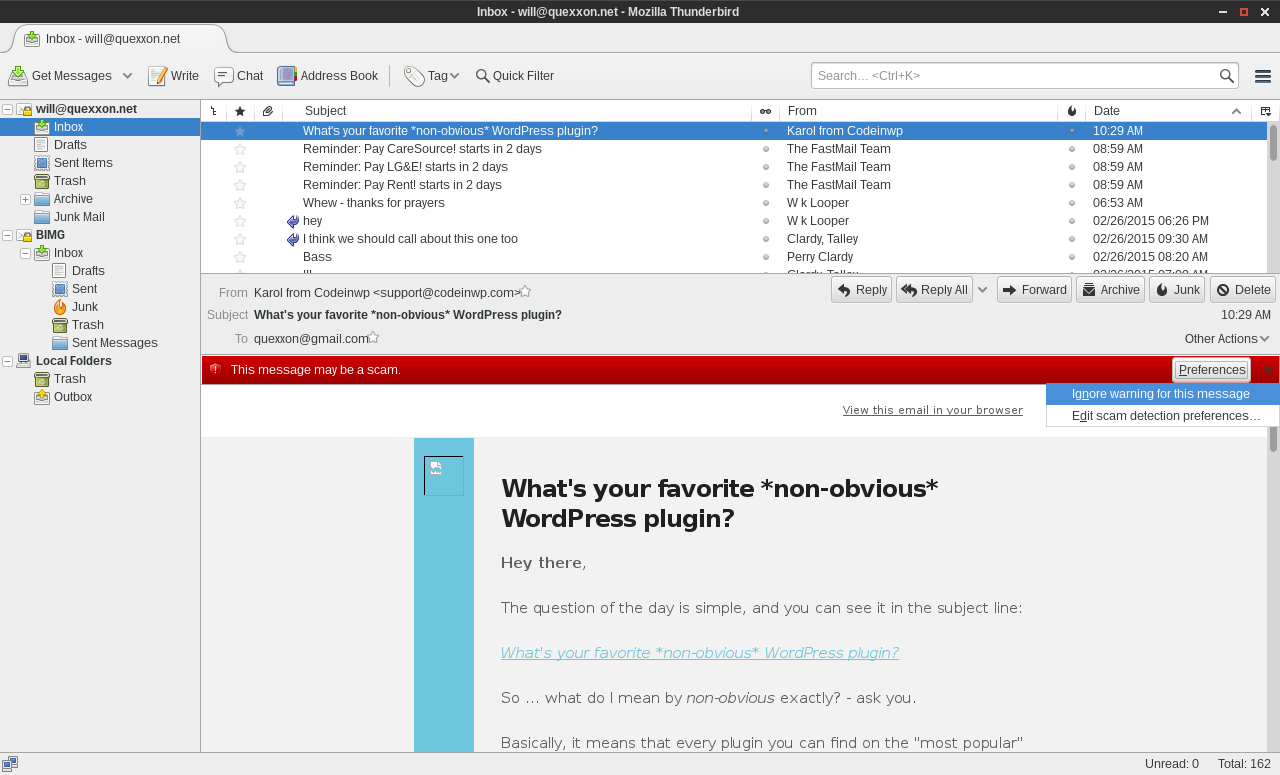 Inbox - will@quexxon.net - Mozilla Thunderbird
Inbox - will@quexxon.net
Get Messages Write Chat Address Book Tag Quick Filter Search... <Ctrl+K>
will@quexxon.net
Inbox
Drafts
Sent Items
Trash
Archive
Junk Mail
BIMG
Inbox
Drafts
Sent
Junk
Trash
Sent Messages
Local Folders
Trash
Outbox
Subject From Date
What's your favorite *non-obvious* WordPress plugin? Karol from Codeinwp 10:29 AM
Reminder: Pay CareSource! starts in 2 days The FastMail Team 08:59 AM
Reminder: Pay LG&E! starts in 2 days The FastMail Team 08:59 AM
Reminder: Pay Rent! starts in 2 days The FastMail Team 08:59 AM
Whew - thanks for prayers W k Looper 06:53 AM
hey W k Looper 02/26/2015 06:26 PM
I think we should call about this one too Clardy, Talley 02/26/2015 09:30 AM
Bass Perry Clardy 02/26/2015 08:20 AM
From Karol from Codeinwp <support@codeinwp.com> Reply Reply All Forward Archive Junk Delete
Subject What's your favorite *non-obvious* WordPress plugin? 10:29 AM
To quexxon@gmail.com Other Actions
This message may be a scam. Preferences
Ignore warning for this message
Edit scam detection preferences...
View this email in your browser
What's your favorite *non-obvious*
WordPress plugin?
Hey there,
The question of the day is simple, and you can see it in the subject line:
What's your favorite *non-obvious* WordPress plugin?
So ... what do I mean by non-obvious exactly? - ask you.
Basically, it means that every plugin you can find on the "most popular"
Unread: 0 Total: 162